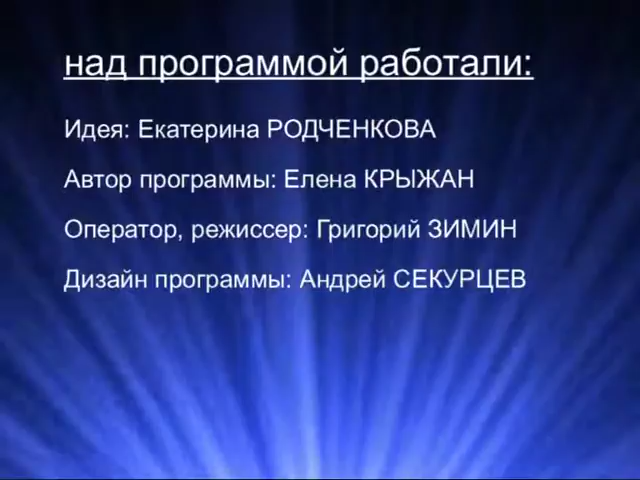 над программой работали:
Идея: Екатерина РОДЧЕНКОВА
Автор программы: Елена КРЫЖАН
Оператор, режиссер: Григорий ЗИМИН
Дизайн программы: Андрей СЕКУРЦЕВ